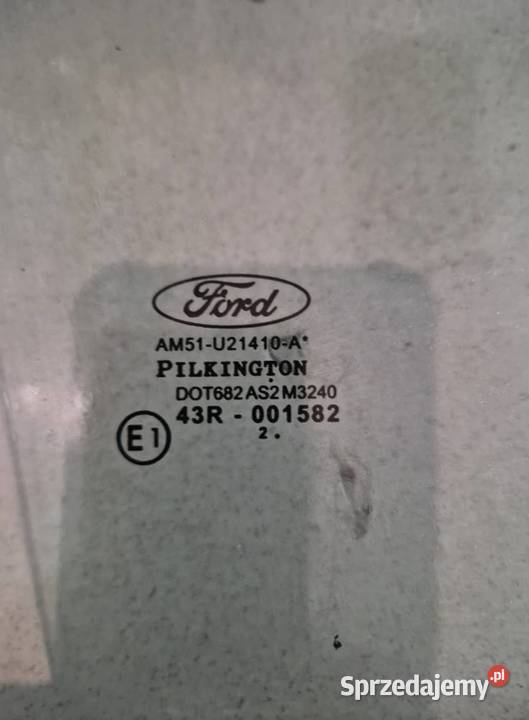 Ford
AM51-U21410-A*
PILKINGTON
DOT682 AS2 M3240
43R - 001582
E1
2.
Sprzedajemy.pl